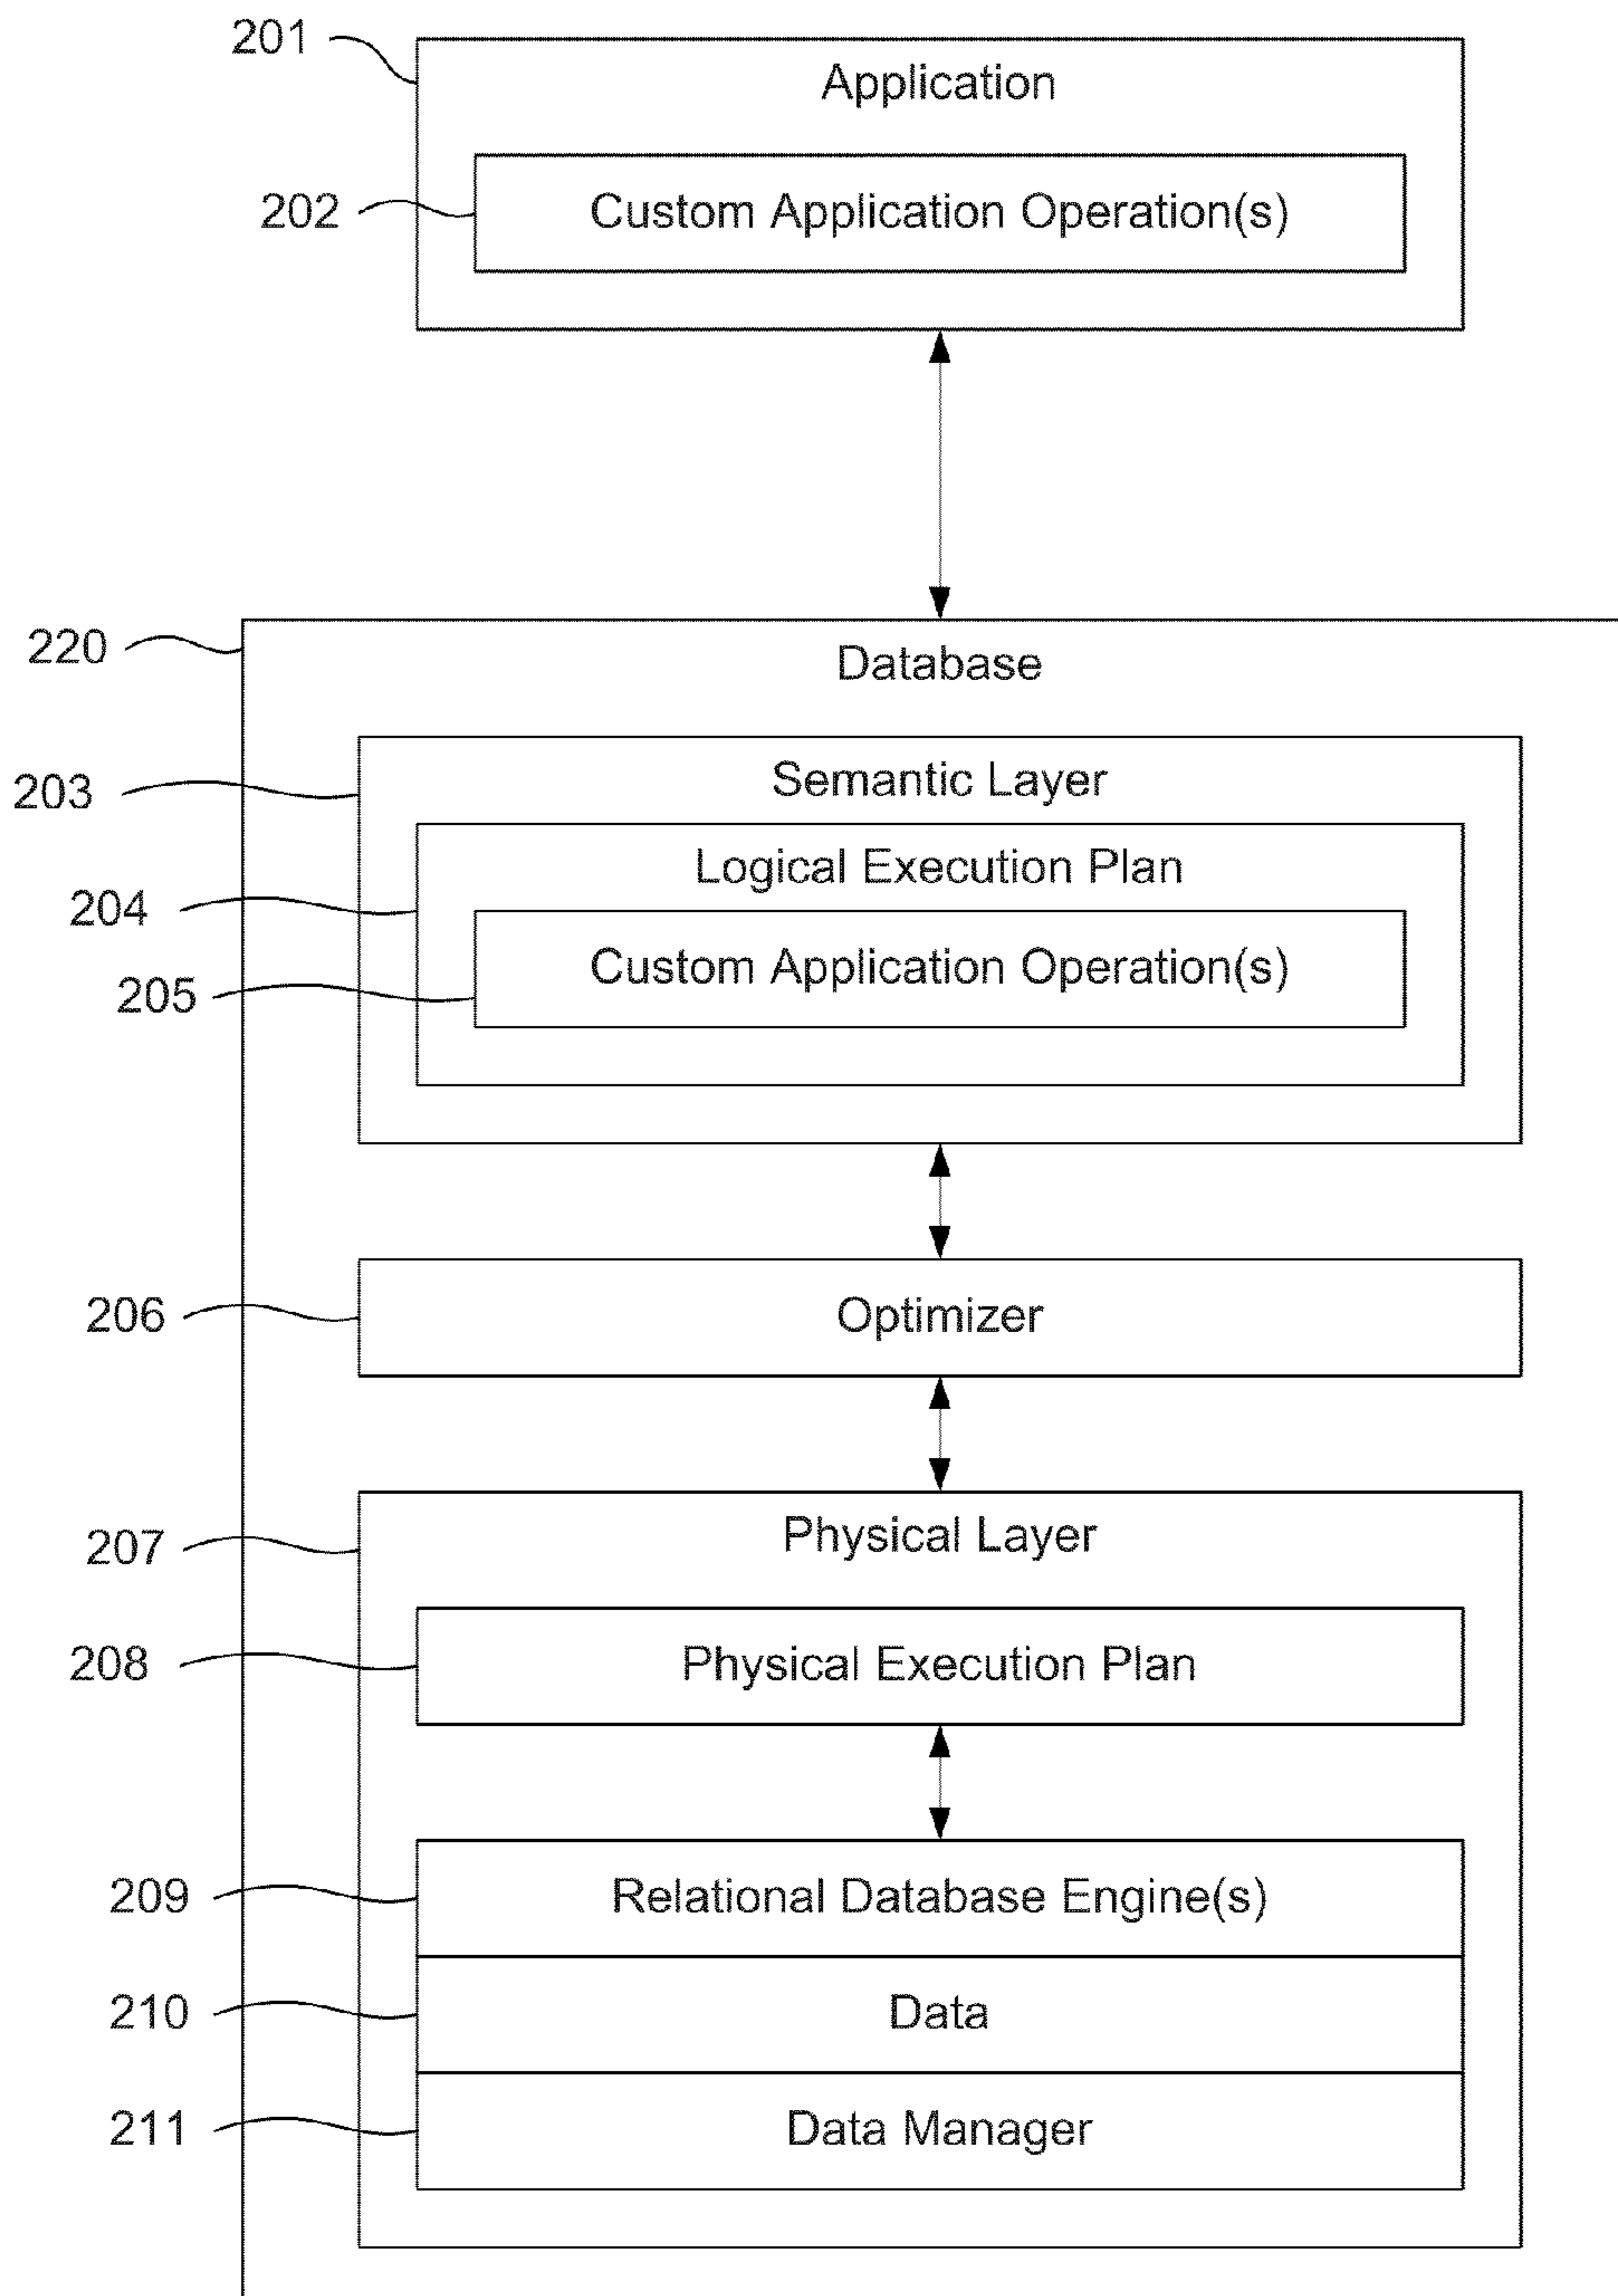 201
Application
202
Custom Application Operation(s)
220
Database
203
Semantic Layer
Logical Execution Plan
204
Custom Application Operation(s)
205
206
Optimizer
207
Physical Layer
208
Physical Execution Plan
209
Relational Database Engine(s)
210
Data
211
Data Manager